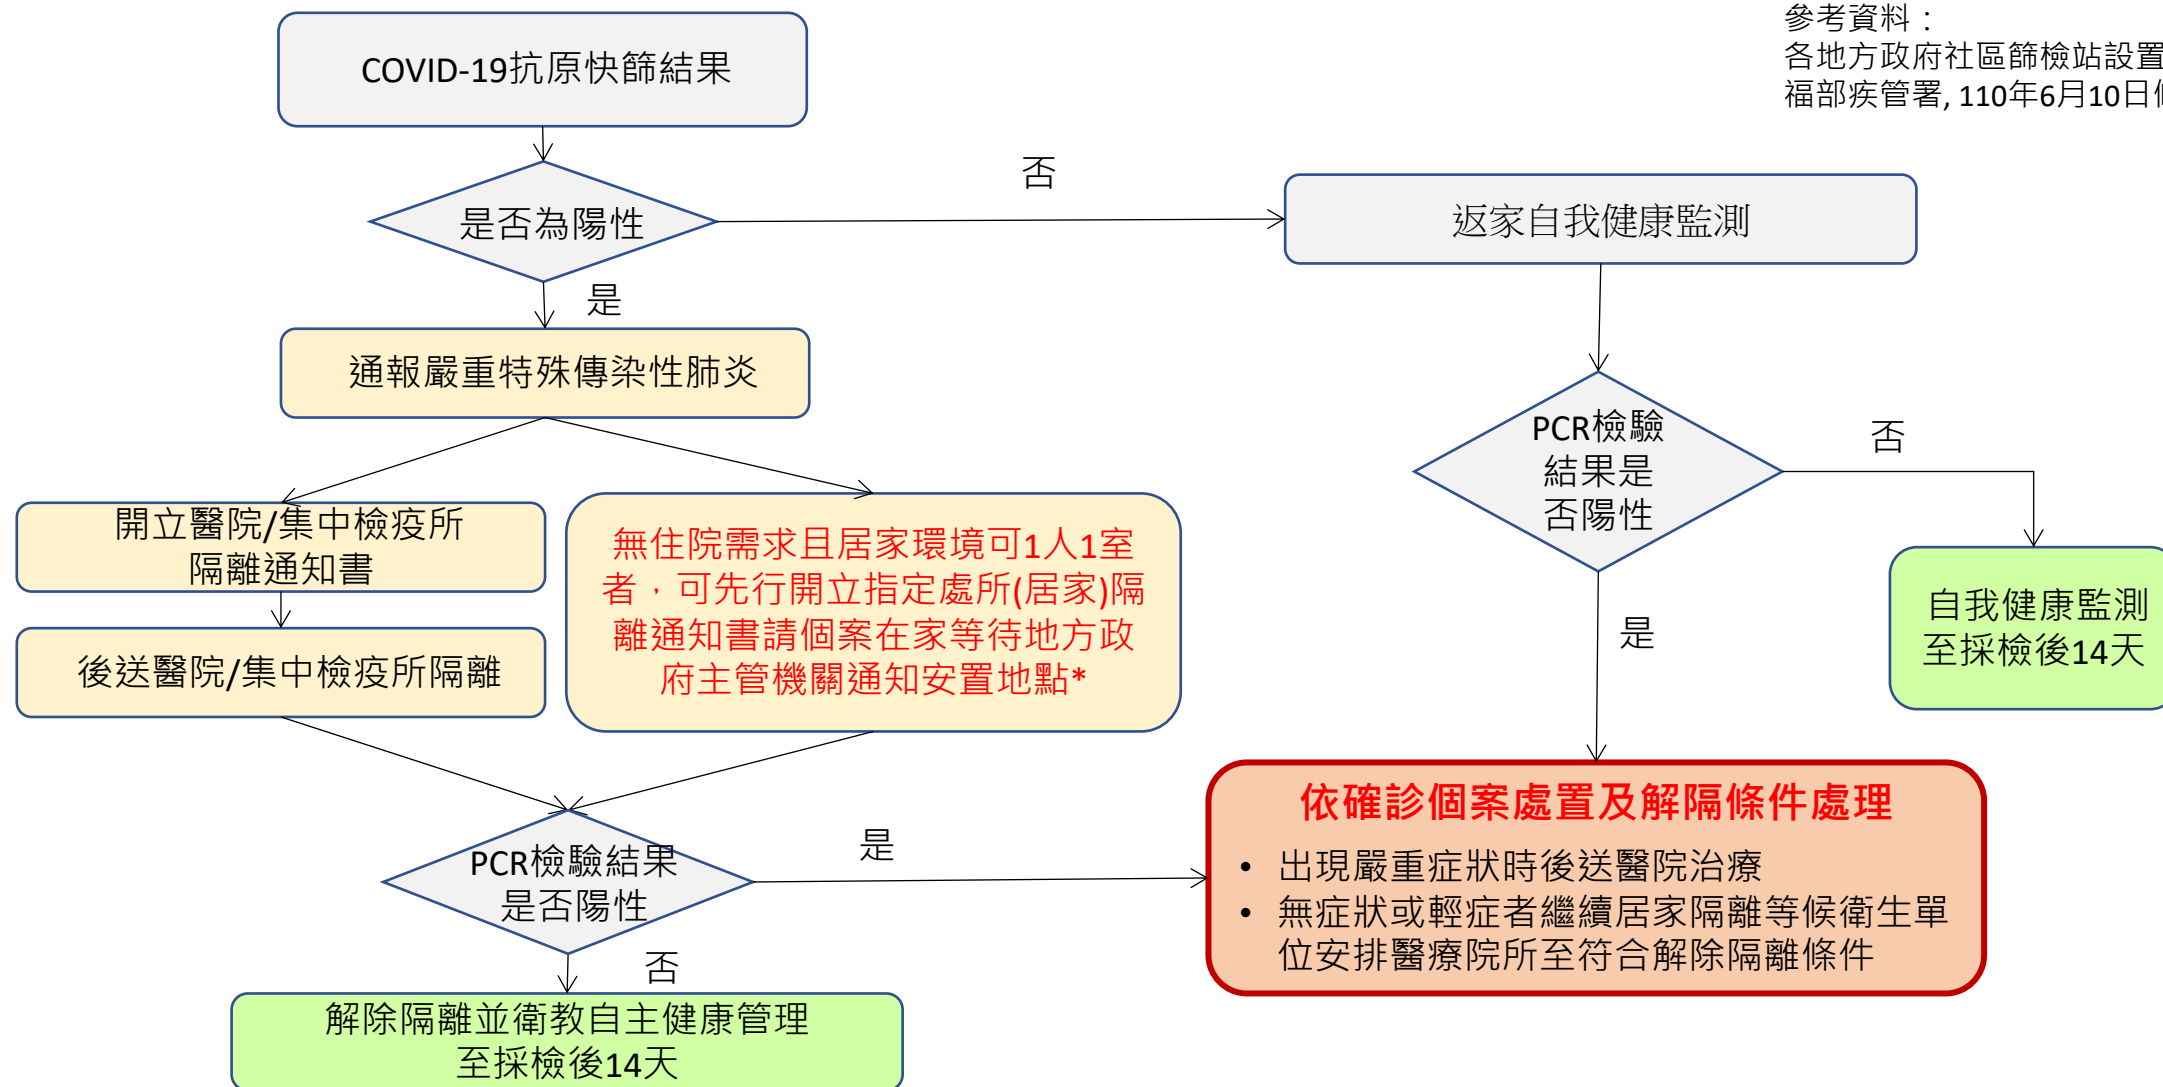 參考資料：
各地方政府社區篩檢站設置
福部疾管署, 110年6月10日
COVID-19抗原快篩結果
是否為陽性
否
返家自我健康監測
是
通報嚴重特殊傳染性肺炎
開立醫院/集中檢疫所
隔離通知書
後送醫院/集中檢疫所隔離
無住院需求且居家環境可1人1室
者，可先行開立指定處所(居家)隔
離通知書請個案在家等待地方政
府主管機關通知安置地點*
PCR檢驗
結果是
否陽性
否
自我健康監測
至採檢後14天
是
PCR檢驗結果
是否陽性
是
依確診個案處置及解隔條件處理
• 出現嚴重症狀時後送醫院治療
• 無症狀或輕症者繼續居家隔離等候衛生單
位安排醫療院所至符合解除隔離條件
否
解除隔離並衛教自主健康管理
至採檢後14天